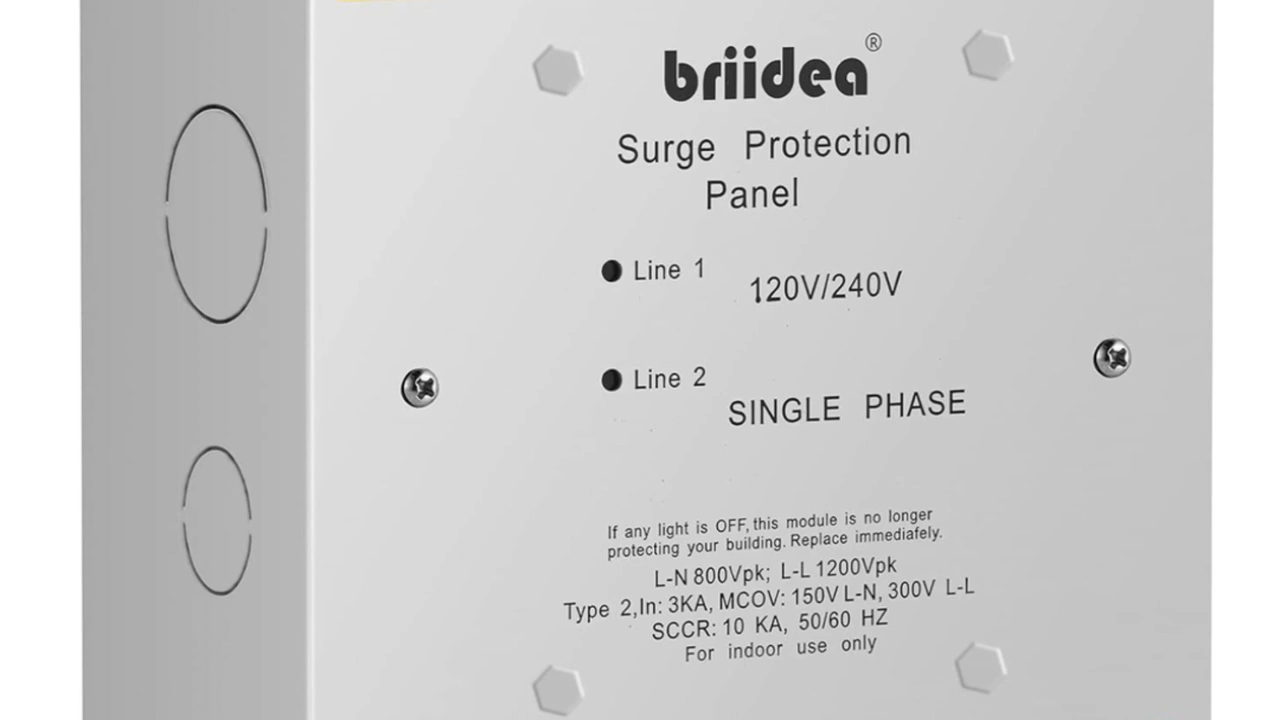 briidea®
Surge Protection
Panel
Line 1
120V/240V
Line 2
SINGLE PHASE
If any light is OFF, this module is no longer
protecting your building. Replace immediafely.
L-N 800Vpk; L-L 1200Vpk
Type 2,In: 3KA, MCOV: 150V L-N, 300V L-L
SCCR: 10 KA, 50/60 HZ
For indoor use only